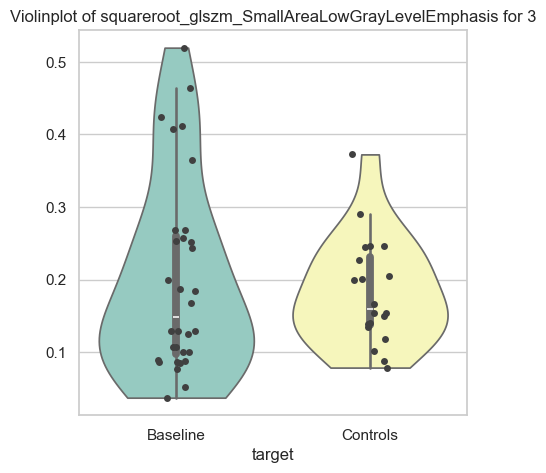 Violinplot of squareroot_glszm_SmallAreaLowGrayLevelEmphasis for 3
0.5
0.4
0.3
0.2
0.1
Baseline Controls
target